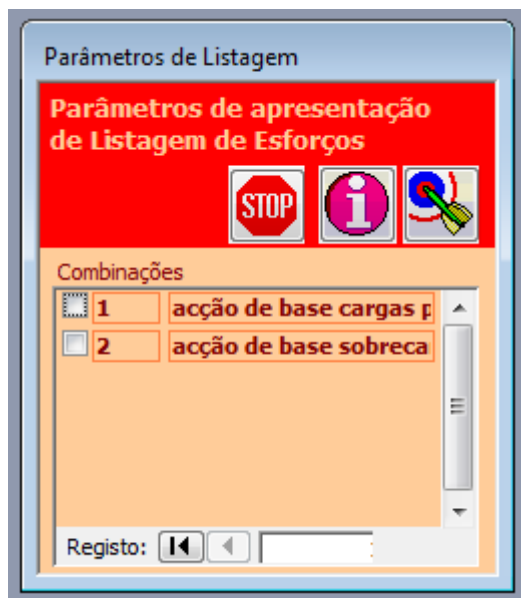 Parâmetros de Listagem
Parâmetros de apresentação
de Listagem de Esforços
STOP
i
Combinações
1 acção de base cargas p
2 acção de base sobreca
Registo: